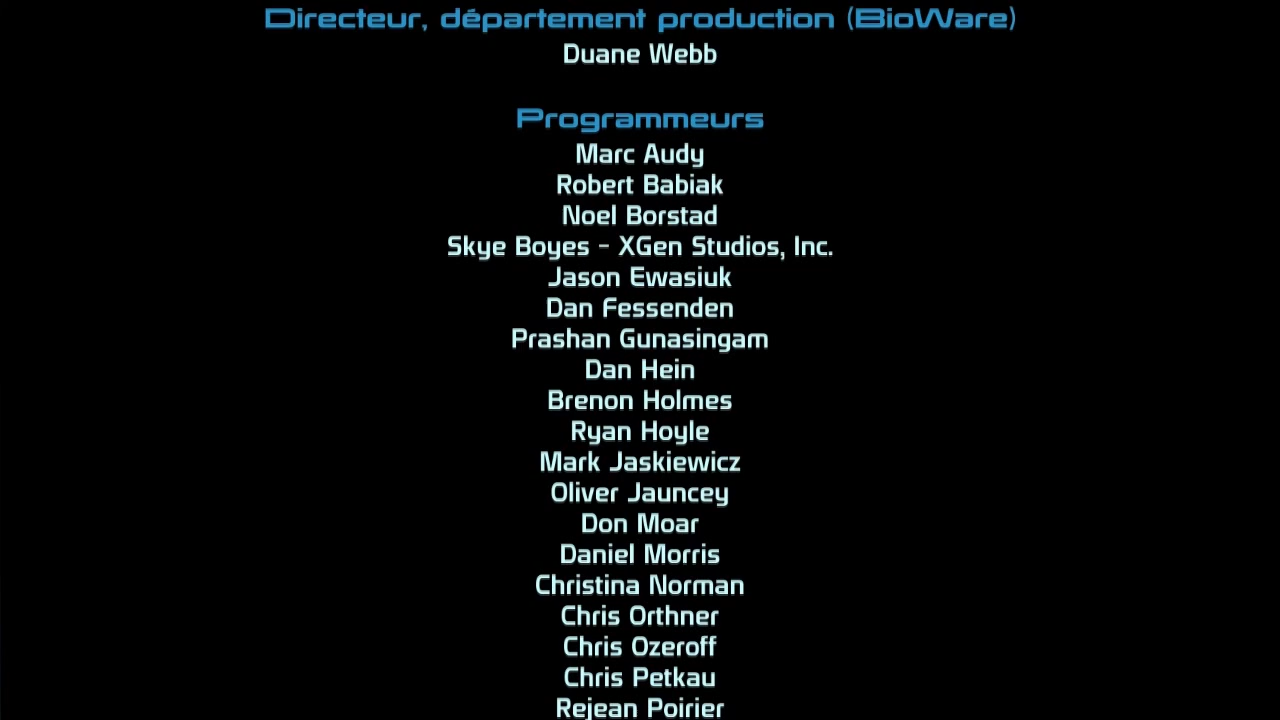 Directeur, département production (BioWare)
Duane Webb
Programmeurs
Marc Audy
Robert Babiak
Noel Borstad
Skye Boyes - XGen Studios, Inc.
Jason Ewasiuk
Dan Fessenden
Prashan Gunasingam
Dan Hein
Brenon Holmes
Ryan Hoyle
Mark Jaskiewicz
Oliver Jauncey
Don Moar
Daniel Morris
Christina Norman
Chris Orthner
Chris Ozeroff
Chris Petkau
Rejean Poirier